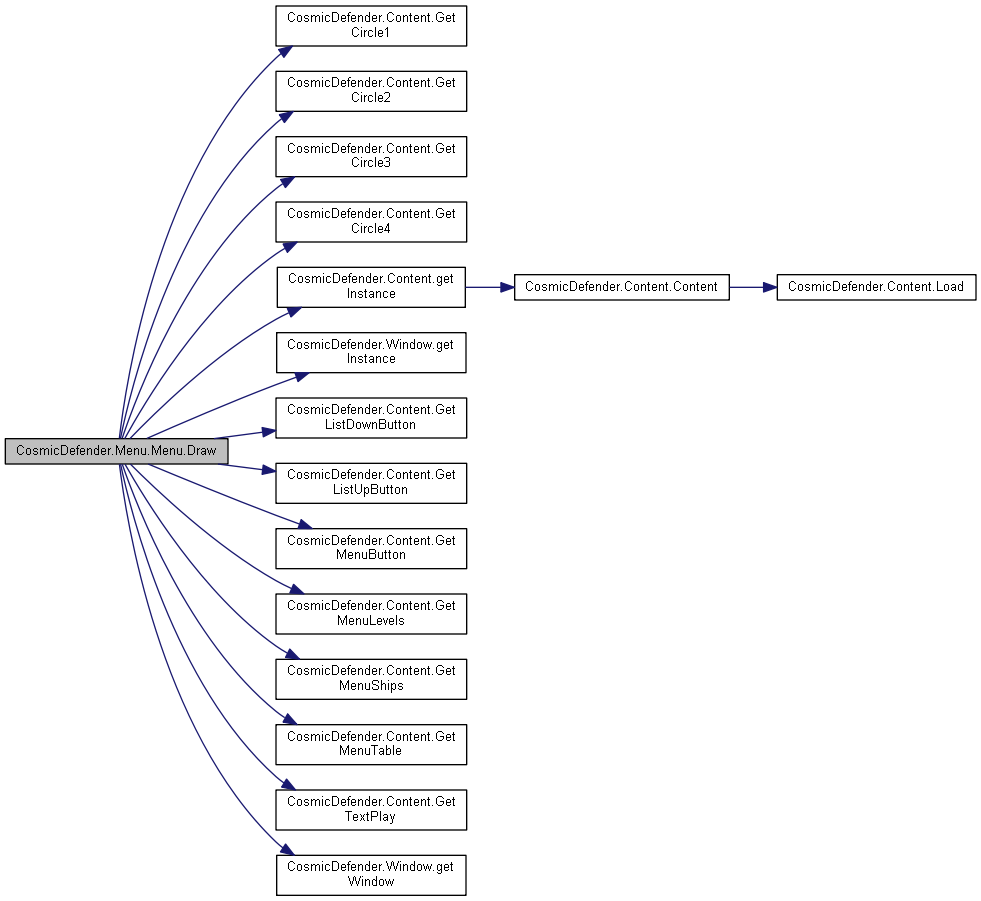 CosmicDefender.Content.Get
Circle1
CosmicDefender.Content.Get
Circle2
CosmicDefender.Content.Get
Circle3
CosmicDefender.Content.Get
Circle4
CosmicDefender.Content.get
Instance
CosmicDefender.Content.Content
CosmicDefender.Content.Load
CosmicDefender.Window.get
Instance
CosmicDefender.Content.Get
ListDownButton
CosmicDefender.Menu.Menu.Draw
CosmicDefender.Content.Get
ListUpButton
CosmicDefender.Content.Get
MenuButton
CosmicDefender.Content.Get
MenuLevels
CosmicDefender.Content.Get
MenuShips
CosmicDefender.Content.Get
MenuTable
CosmicDefender.Content.Get
TextPlay
CosmicDefender.Window.get
Window